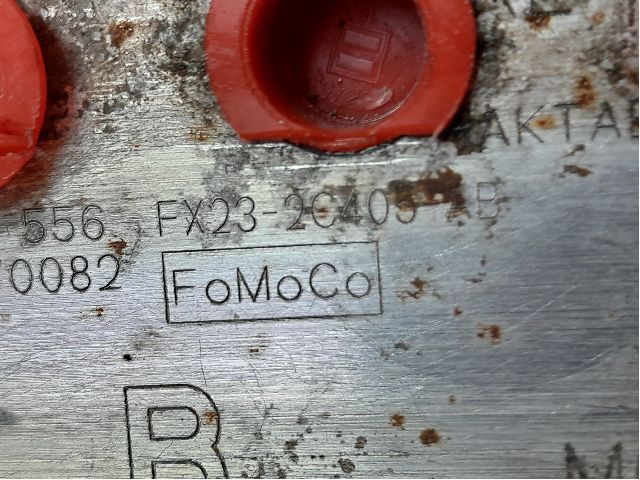 AKTA
556 FX23-2C405-AB
0082
FoMoCo
R
M